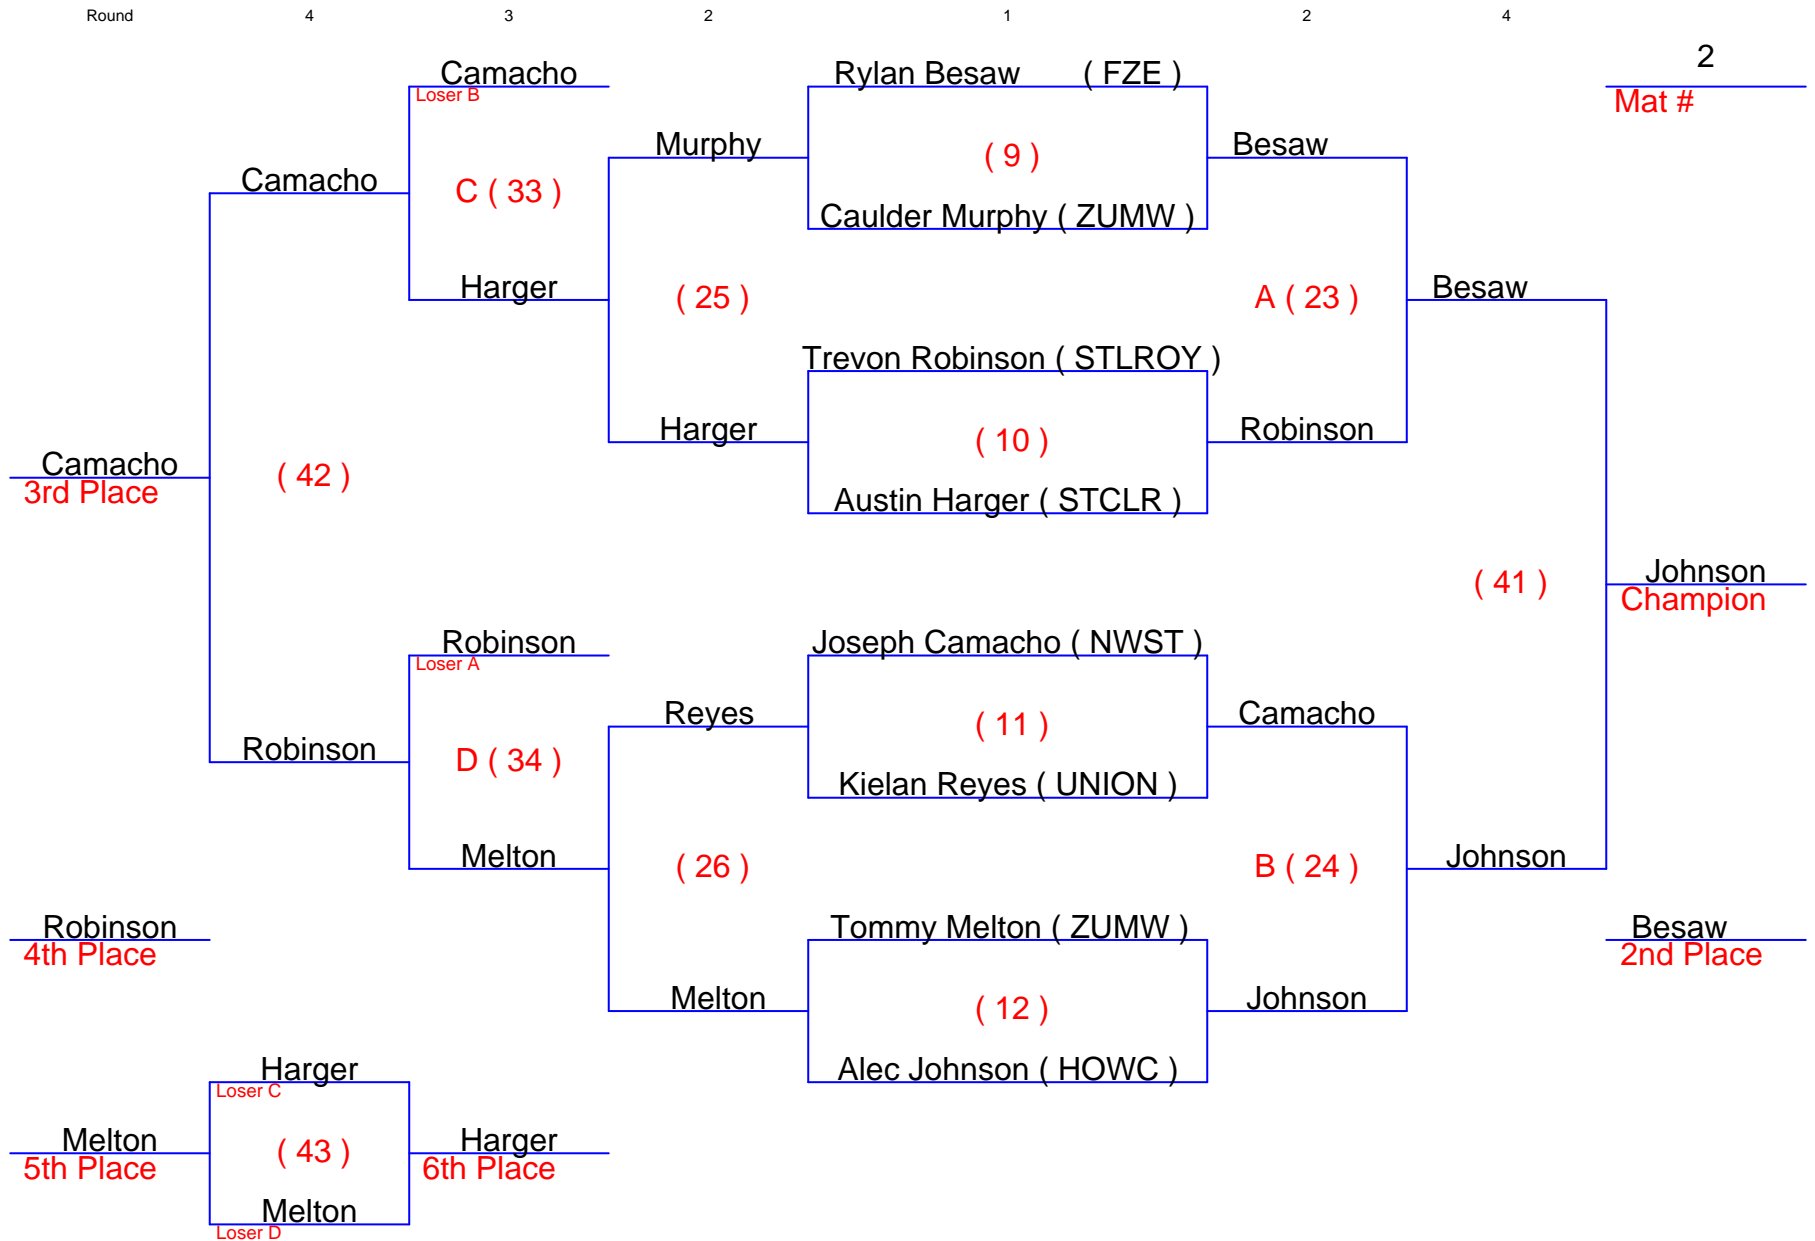 Round 4 3 2 1 2 4
2
Camacho Rylan Besaw ( FZE )
Loser B Mat #
Murphy ( 9 ) Besaw
Camacho C ( 33 )
Caulder Murphy ( ZUMW )
Harger ( 25 ) A ( 23 ) Besaw
Trevon Robinson ( STLROY )
Harger ( 10 ) Robinson
Camacho ( 42 )
3rd Place
Austin Harger ( STCLR )
( 41 ) Johnson
Champion
Robinson Joseph Camacho ( NWST )
Loser A
Reyes ( 11 ) Camacho
Robinson D ( 34 )
Kielan Reyes ( UNION )
Melton ( 26 ) B ( 24 ) Johnson
Robinson Tommy Melton ( ZUMW ) Besaw
4th Place 2nd Place
Melton ( 12 ) Johnson
Harger Alec Johnson ( HOWC )
Loser C
Melton ( 43 ) Harger
5th Place 6th Place
Melton
Loser D